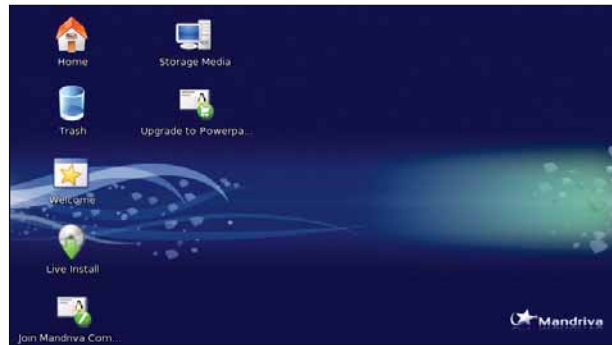 Home
Storage Media
Trash
Upgrade to Powerpa...
Welcome
Live Install
Join Mandriva Com...
Mandriva